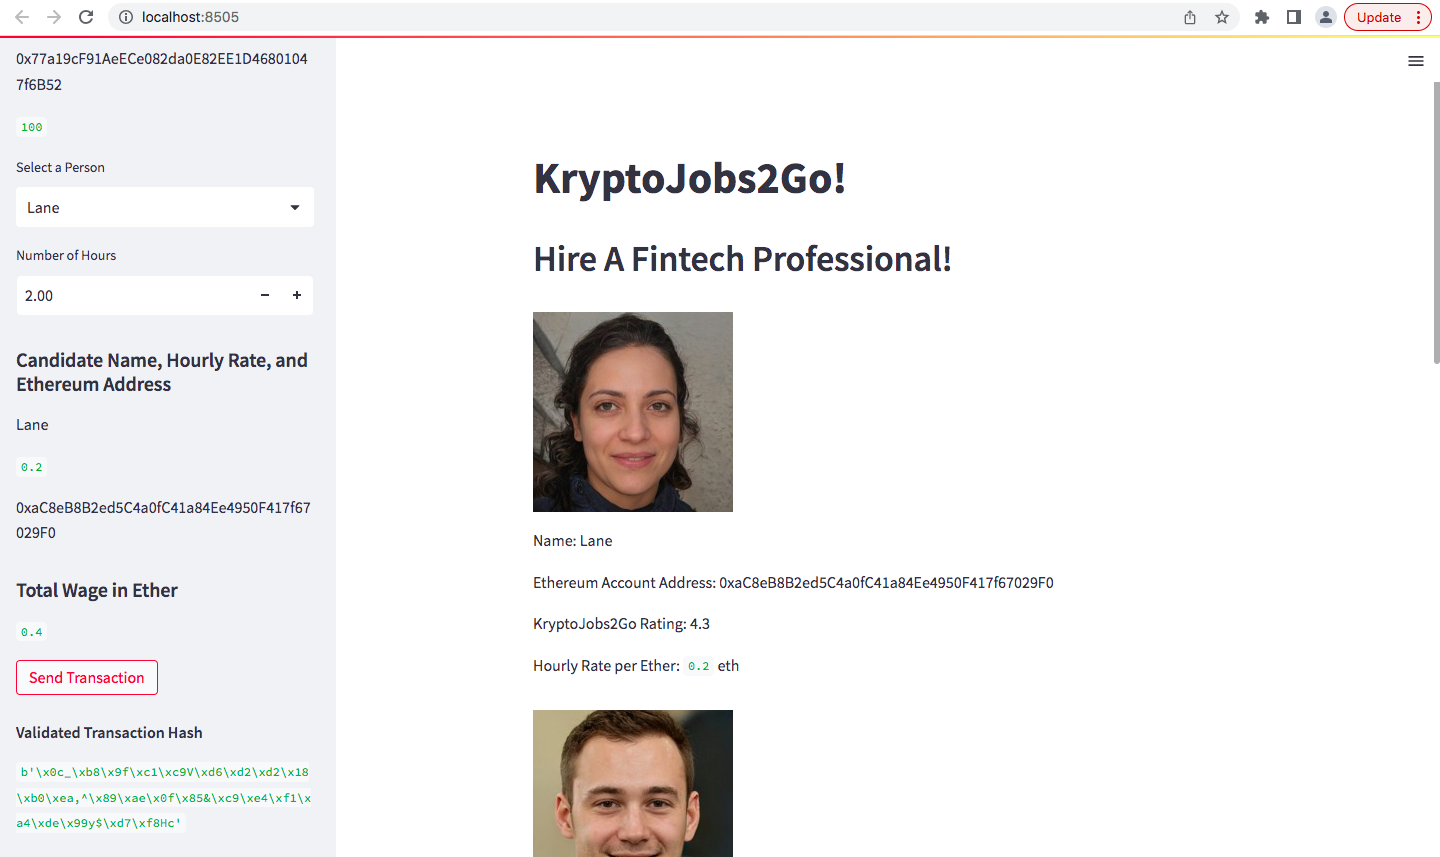 localhost:8505
Update
0x77a19cF91AeECe082da0E82EE1D4680104
7f6B52
100
Select a Person
Lane
Number of Hours
2.00
Candidate Name, Hourly Rate, and
Ethereum Address
Lane
0.2
0xaC8eB8B2ed5C4a0fC41a84Ee4950F417f67
029F0
Total Wage in Ether
0.4
Send Transaction
Validated Transaction Hash
b'\x0c_\xb8\x9f\xc1\xc9V\xd6\xd2\xd2\x18
\xb0\xea,^\x89\xae\x0f\x85&\xc9\xe4\xf1\x
a4\xde\x99y$\xd7\xf8Hc'
KryptoJobs2Go!
Hire A Fintech Professional!
Name: Lane
Ethereum Account Address: 0xaC8eB8B2ed5C4a0fC41a84Ee4950F417f67029F0
KryptoJobs2Go Rating: 4.3
Hourly Rate per Ether: 0.2 eth